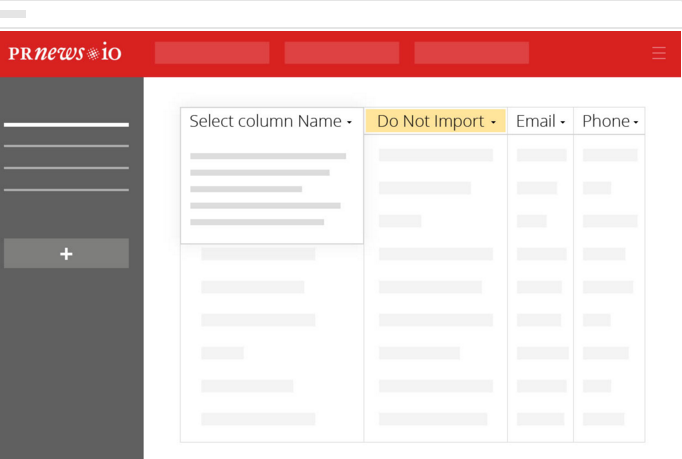 PRnews.io
Select column Name
Do Not Import
Email
Phone
+